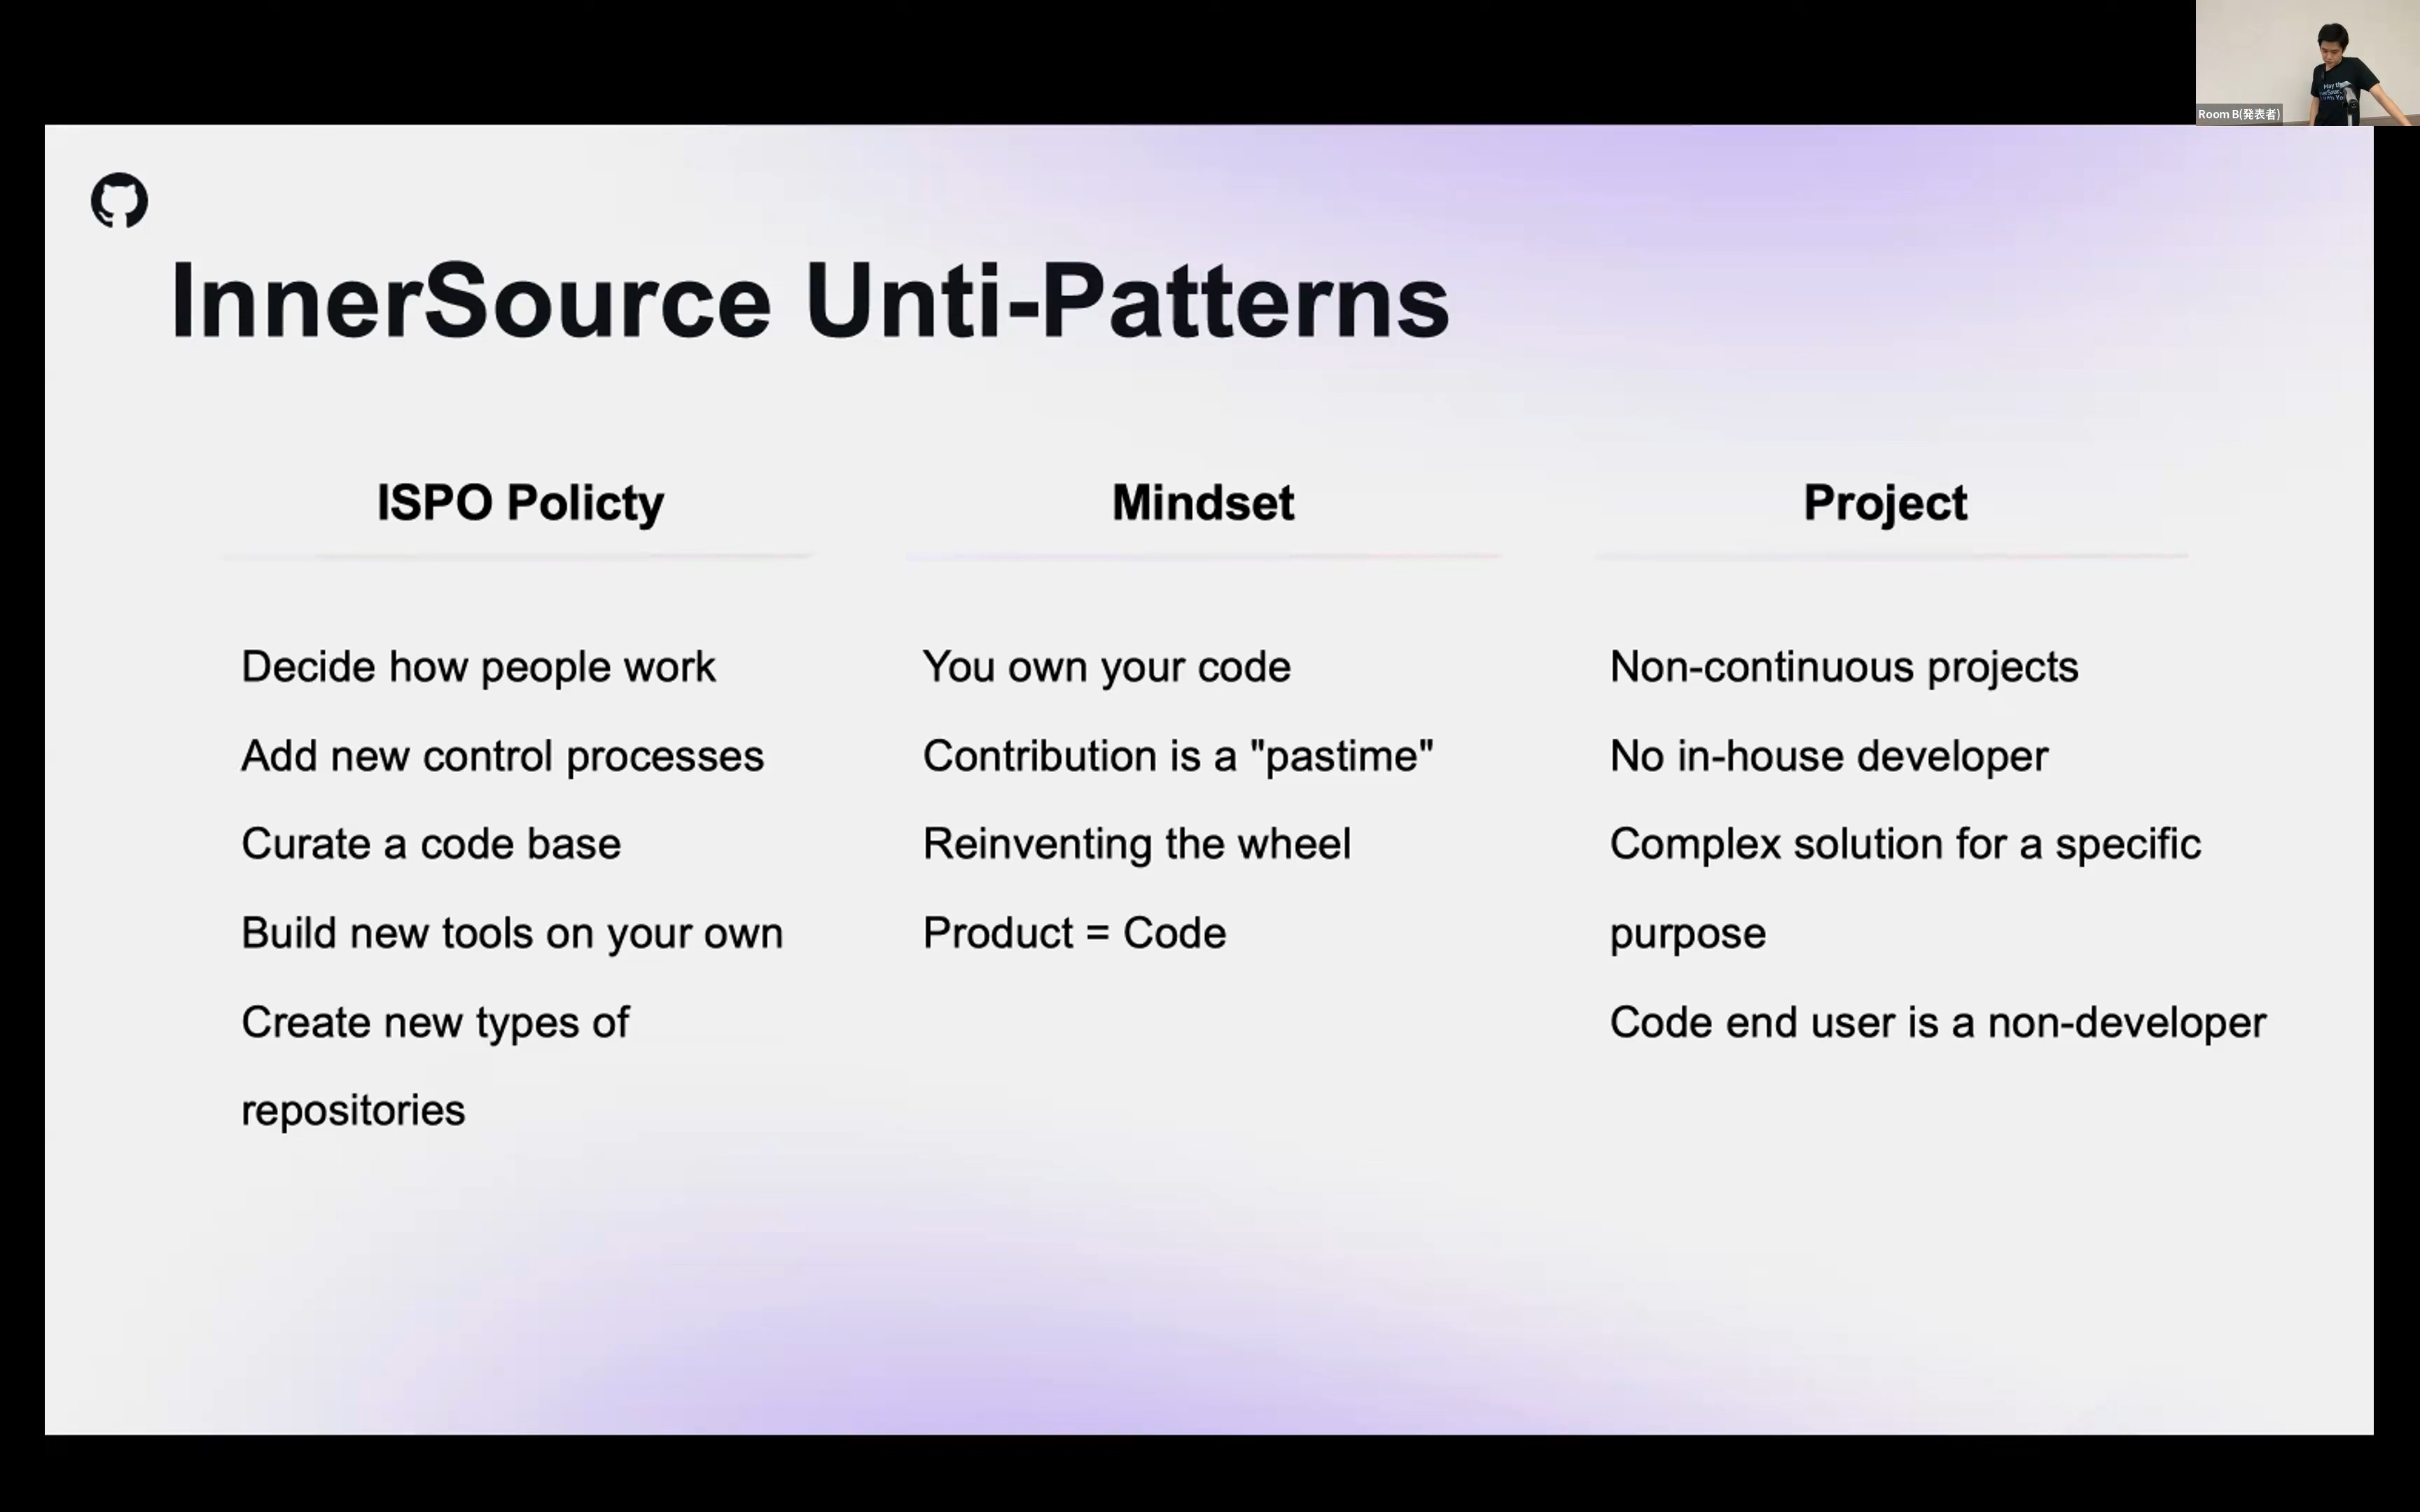 Room B(発表者)
InnerSource Unti-Patterns
ISPO Policty
Decide how people work
Add new control processes
Curate a code base
Build new tools on your own
Create new types of
repositories
Mindset
You own your code
Contribution is a "pastime"
Reinventing the wheel
Product = Code
Project
Non-continuous projects
No in-house developer
Complex solution for a specific
purpose
Code end user is a non-developer